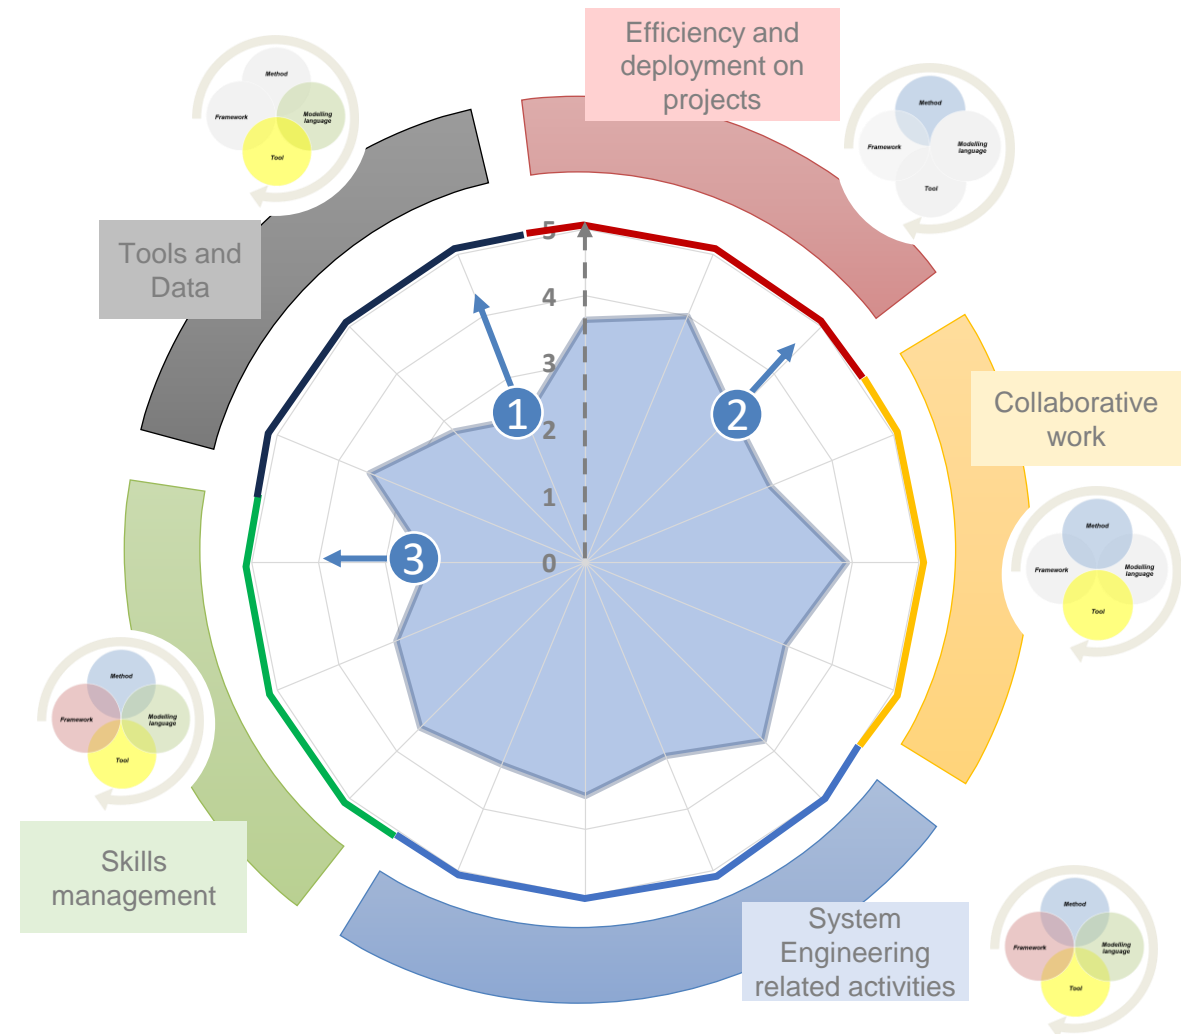 Efficiency and
deployment on
projects
Method
Framework
Modelling
language
Tool
Method
Framework
Modelling
language
Tool
Tools and
Data
5
4
3
2
1
0
1
2
3
Collaborative
work
Method
Framework
Modelling
language
Tool
Method
Framework
Modelling
language
Tool
Skills
management
System
Engineering
related activities
Method
Framework
Modelling
language
Tool